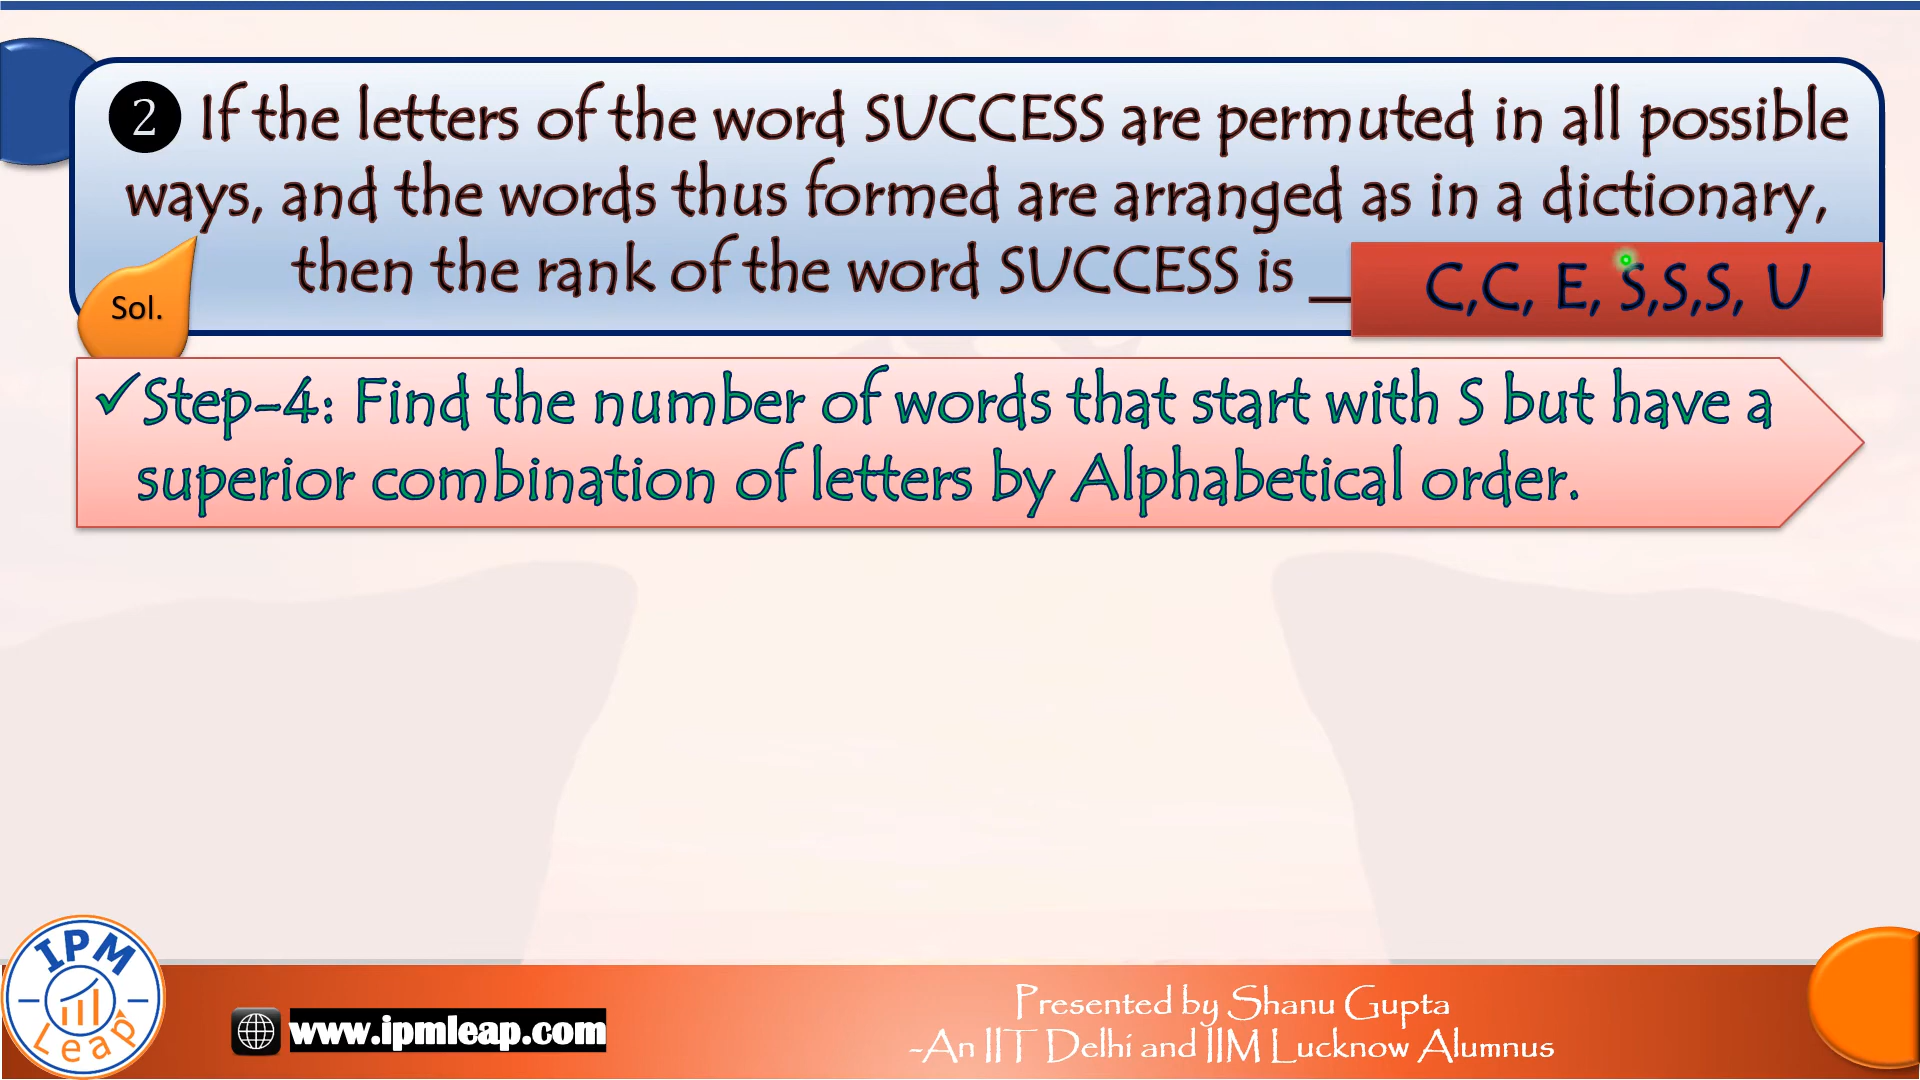 2 If the letters of the word SUCCESS are permuted in all possible
ways, and the words thus formed are arranged as in a dictionary,
then the rank of the word SUCCESS is _
C,C, E, S,S,S, U
Sol.
✓Step-4: Find the number of words that start with S but have a
superior combination of letters by Alphabetical order.
IPM
Leap
www.ipmleap.com
Presented by Shanu Gupta
-An IIT Delhi and IIM Lucknow Alumnus